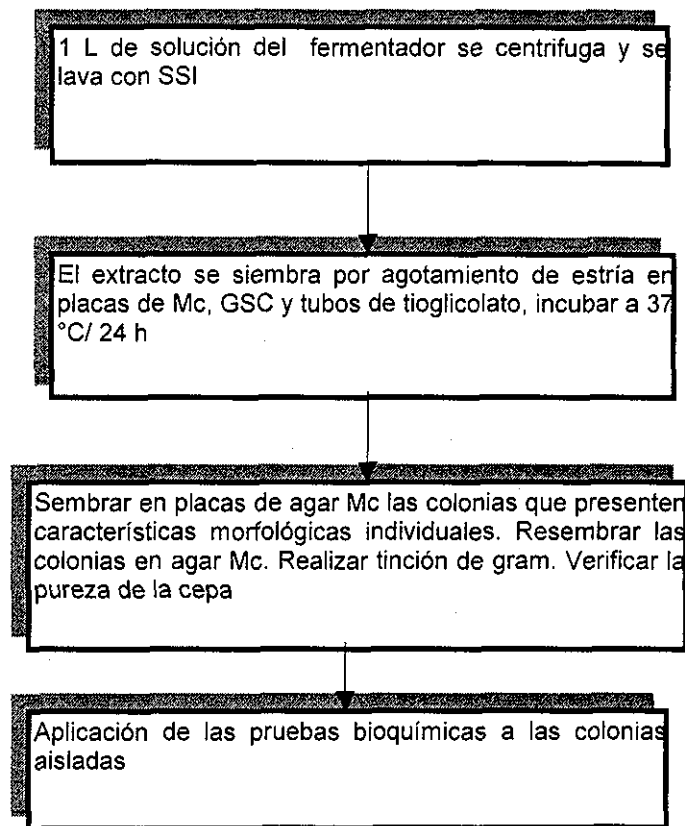 1 L de solución del fermentador se centrifuga y se
lava con SSI
El extracto se siembra por agotamiento de estría en
placas de Mc, GSC y tubos de tioglicolato, incubar a 37
°C/ 24 h
Sembrar en placas de agar Mc las colonias que presenten
características morfológicas individuales. Resembrar las
colonias en agar Mc. Realizar tinción de gram. Verificar la
pureza de la cepa
Aplicación de las pruebas bioquímicas a las colonias
aisladas